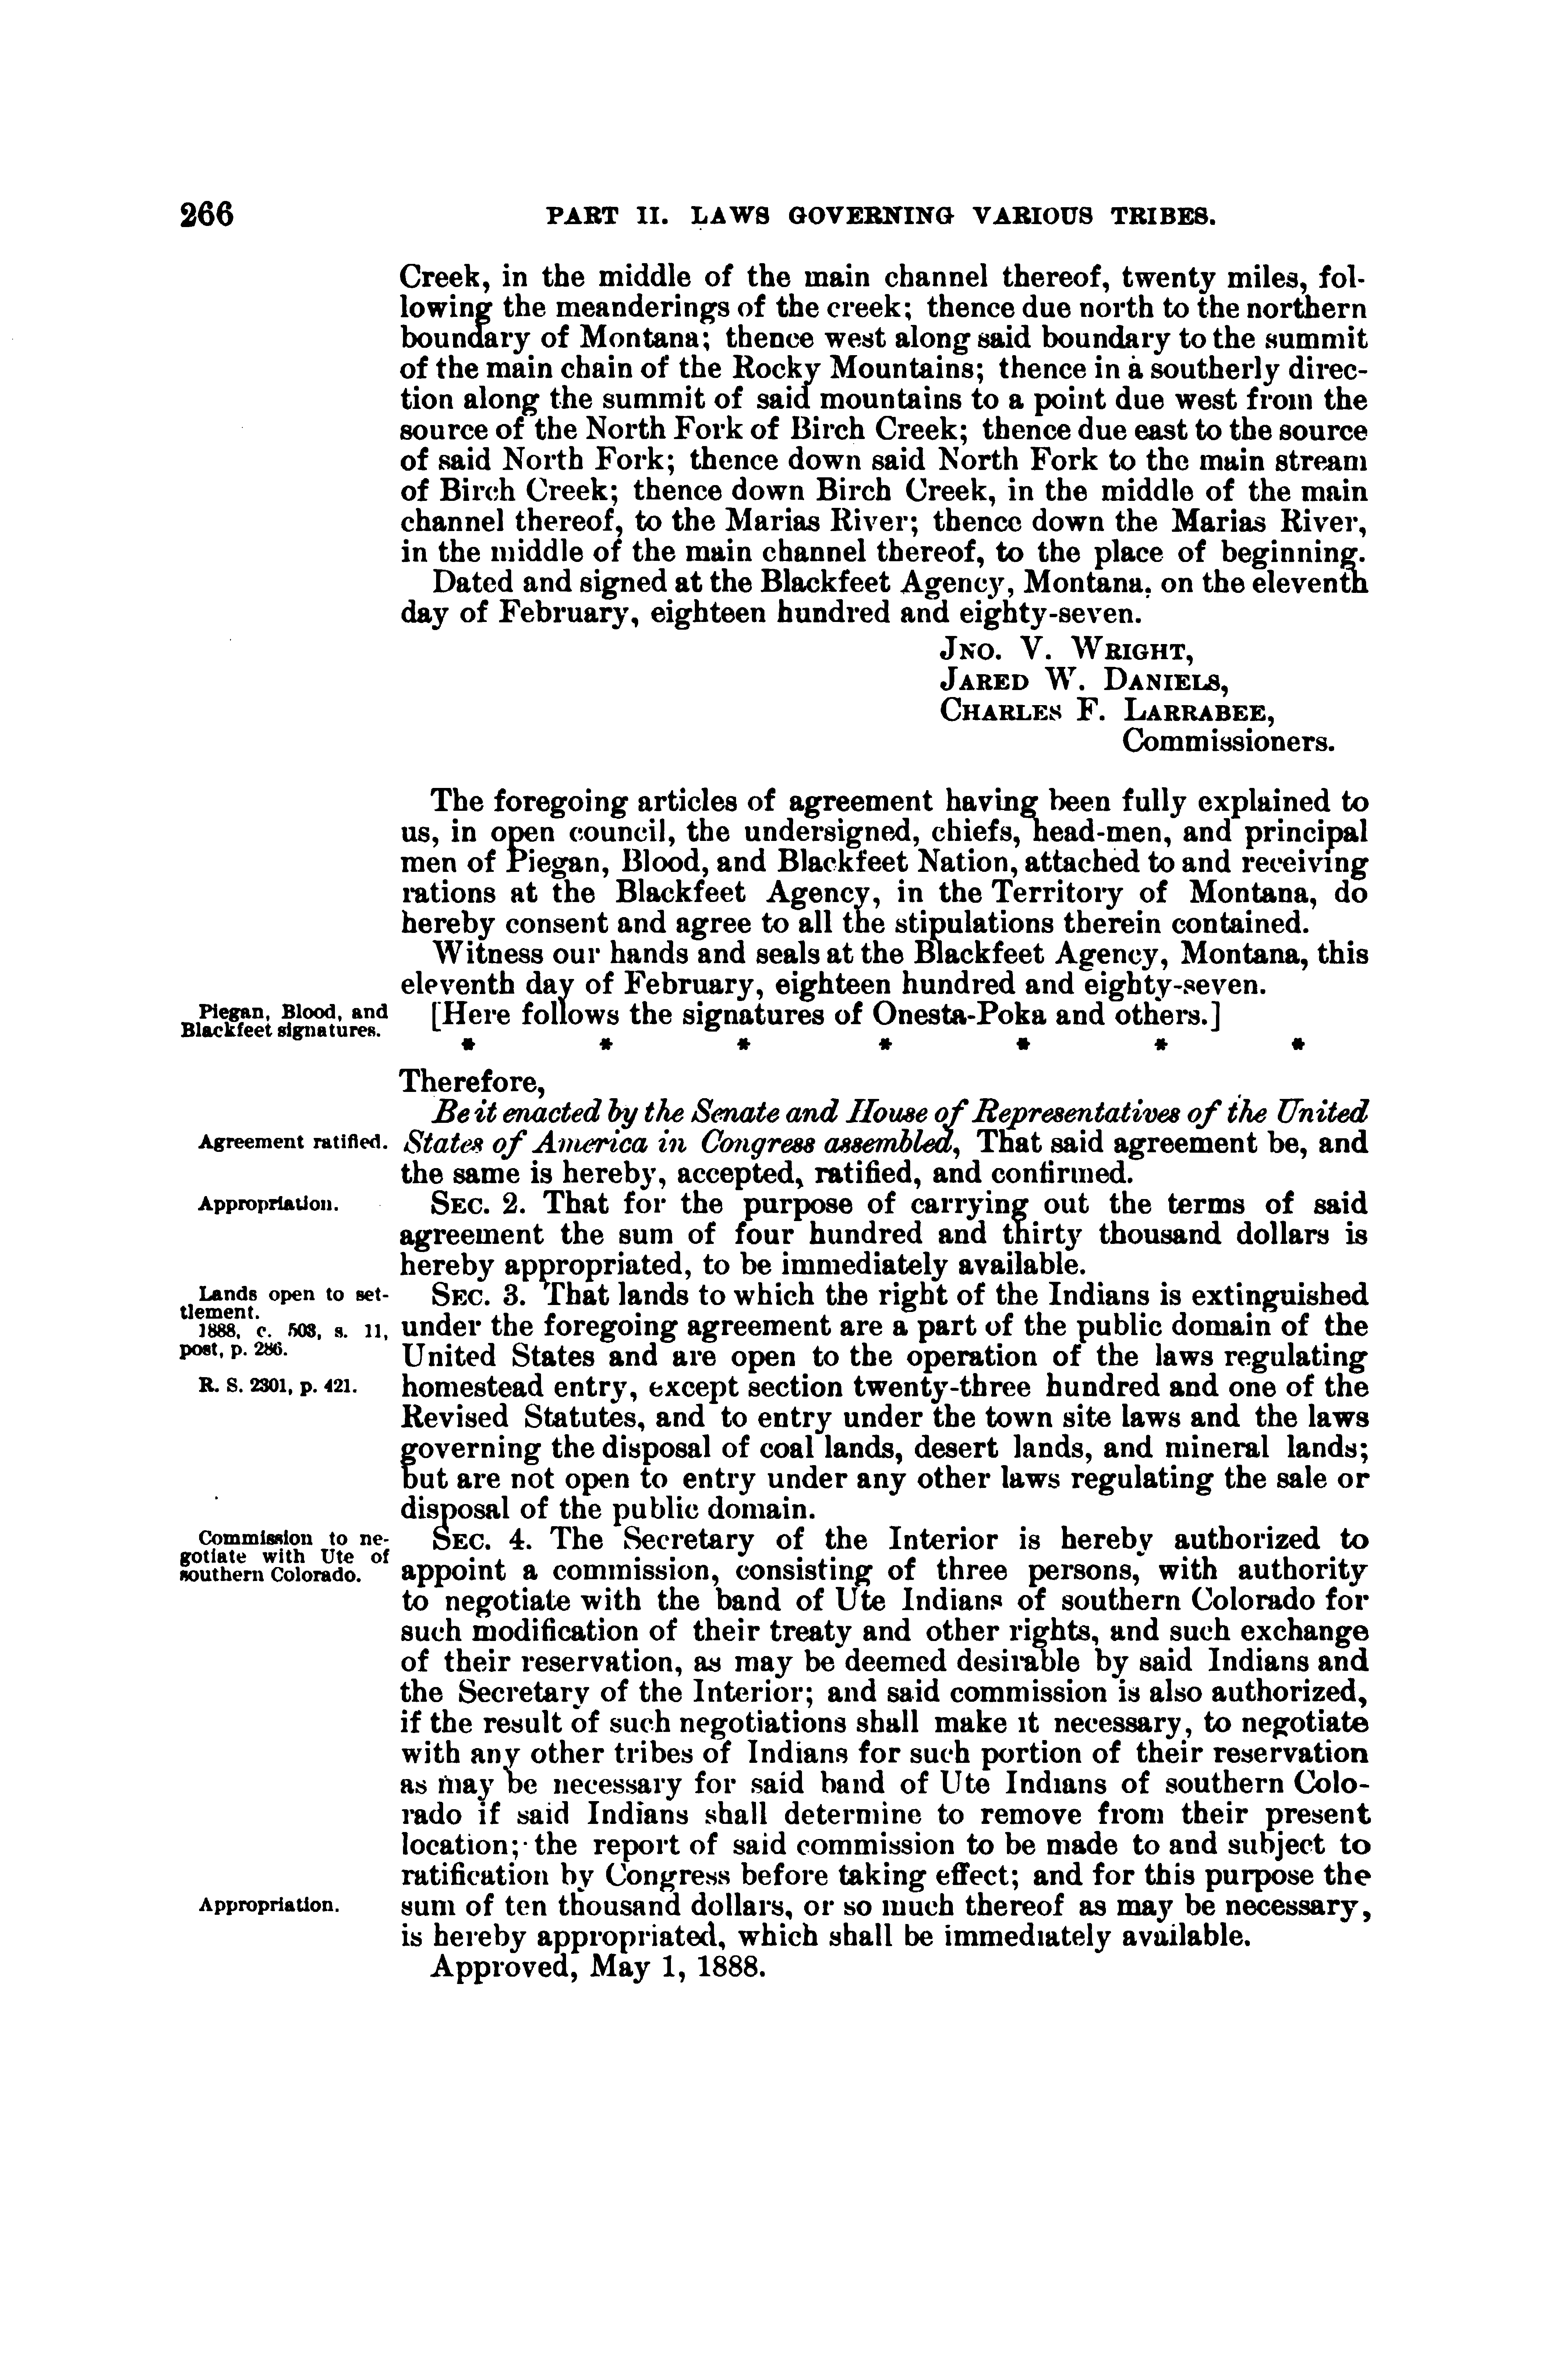 266
PART II. LAWS GOVERNING VARIOUS TRIBES.
Creek, in the middle of the main channel thereof, twenty miles, fol-
lowing the meanderings of the creek; thence due north to the northern
boundary of Montana; thence west along said boundary to the summit
of the main chain of the Rocky Mountains; thence in a southerly direc-
tion along the summit of said mountains to a point due west from the
source of the North Fork of Birch Creek; thence due east to the source
of said North Fork; thence down said North Fork to the main stream
of Birch Creek; thence down Birch Creek, in the middle of the main
channel thereof, to the Marias River; thence down the Marias River,
in the middle of the main channel thereof, to the place of beginning.
Dated and signed at the Blackfeet Agency, Montana, on the eleventh
day of February, eighteen hundred and eighty-seven.
JNO. V. WRIGHT,
JARED W. DANIELS,
CHARLES F. LARRABEE,
Commissioners.
The foregoing articles of agreement having been fully explained to
us, in open council, the undersigned, chiefs, head-men, and principal
men of Piegan, Blood, and Blackfeet Nation, attached to and receiving
rations at the Blackfeet Agency, in the Territory of Montana, do
hereby consent and agree to all the stipulations therein contained.
Witness our hands and seals at the Blackfeet Agency, Montana, this
eleventh day of February, eighteen hundred and eighty-seven.
Piegan, Blood, and
Blackfeet signatures.
[Here follows the signatures of Onesta-Poka and others.]
* * * * * * *
Therefore,
Be it enacted by the Senate and House of Representatives of the United
Agreement ratified.
States of America in Congress assembled, That said agreement be, and
the same is hereby, accepted, ratified, and confirmed.
Appropriation.
SEC. 2. That for the purpose of carrying out the terms of said
agreement the sum of four hundred and thirty thousand dollars is
hereby appropriated, to be immediately available.
Lands open to set-
tlement.
1888, c. 503, s. 11,
post, p. 286.
R. S. 2301, p. 421.
SEC. 3. That lands to which the right of the Indians is extinguished
under the foregoing agreement are a part of the public domain of the
United States and are open to the operation of the laws regulating
homestead entry, except section twenty-three hundred and one of the
Revised Statutes, and to entry under the town site laws and the laws
governing the disposal of coal lands, desert lands, and mineral lands;
but are not open to entry under any other laws regulating the sale or
disposal of the public domain.
Commission to ne-
gotiate with Ute of
southern Colorado.
SEC. 4. The Secretary of the Interior is hereby authorized to
appoint a commission, consisting of three persons, with authority
to negotiate with the band of Ute Indians of southern Colorado for
such modification of their treaty and other rights, and such exchange
of their reservation, as may be deemed desirable by said Indians and
the Secretary of the Interior; and said commission is also authorized,
if the result of such negotiations shall make it necessary, to negotiate
with any other tribes of Indians for such portion of their reservation
as may be necessary for said band of Ute Indians of southern Colo-
rado if said Indians shall determine to remove from their present
location; the report of said commission to be made to and subject to
ratification by Congress before taking effect; and for this purpose the
Appropriation.
sum of ten thousand dollars, or so much thereof as may be necessary,
is hereby appropriated, which shall be immediately available.
Approved, May 1, 1888.